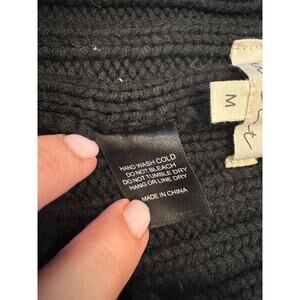 HAND WASH COLD
DO NOT BLEACH
DO NOT TUMBLE DRY
HANG OR LINE DRY
MADE IN CHINA
M